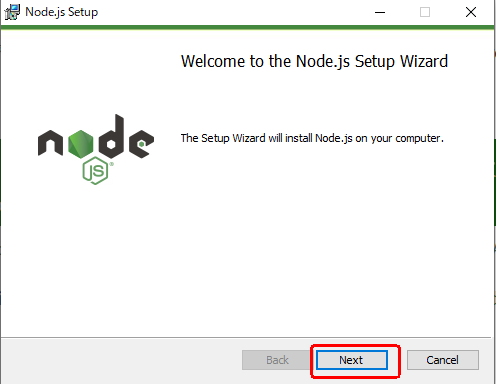 Node.js Setup
Welcome to the Node.js Setup Wizard
node
JS
The Setup Wizard will install Node.js on your computer.
Back
Next
Cancel